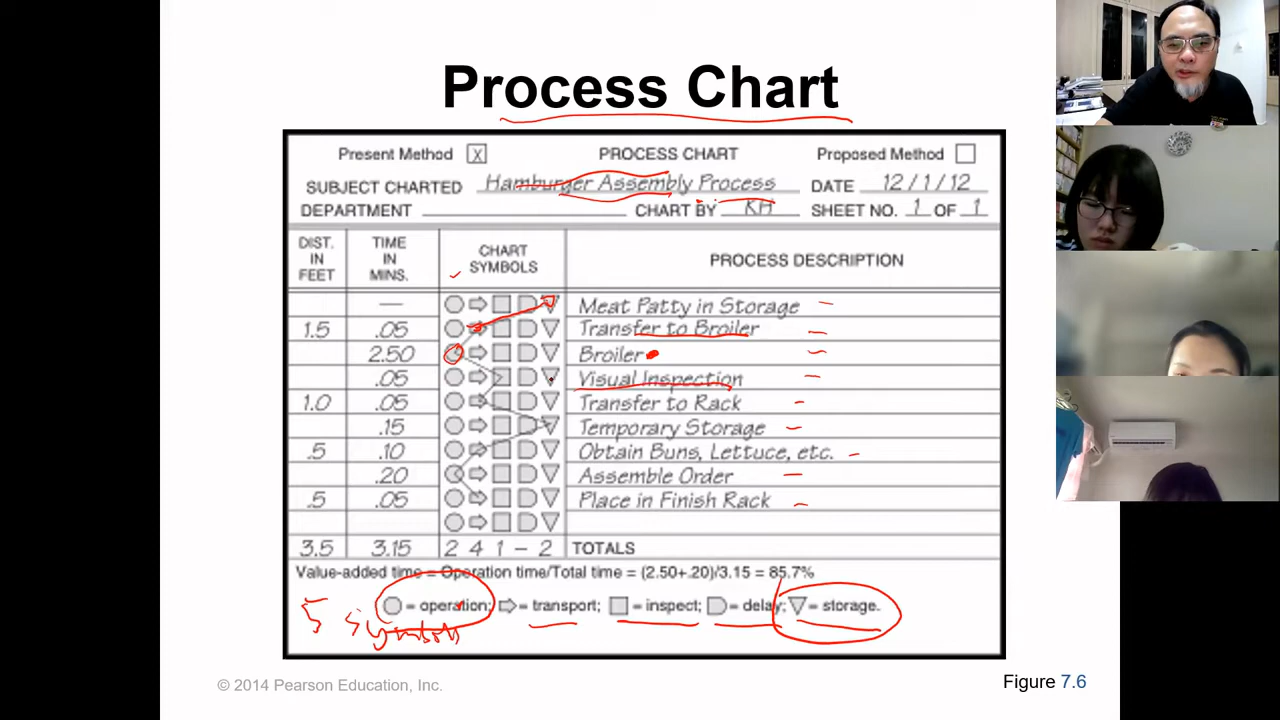 Process Chart
Present Method X PROCESS CHART Proposed Method
SUBJECT CHARTED Hamburger Assembly Process DATE 12 / 1 / 12
DEPARTMENT CHART BY KH SHEET NO. 1 OF 1
DIST. IN FEET TIME IN MINS. CHART SYMBOLS PROCESS DESCRIPTION
— Meat Patty in Storage
1.5 .05 Transfer to Broiler
2.50 Broiler
.05 Visual Inspection
1.0 .05 Transfer to Rack
.15 Temporary Storage
.5 .10 Obtain Buns, Lettuce, etc.
.20 Assemble Order
.5 .05 Place in Finish Rack
3.5 3.15 2 4 1 – 2 TOTALS
Value-added time = Operation time/Total time = (2.50+.20)/3.15 = 85.7%
= operation; = transport; = inspect; = delay; = storage.
5 symbols
© 2014 Pearson Education, Inc.
Figure 7.6